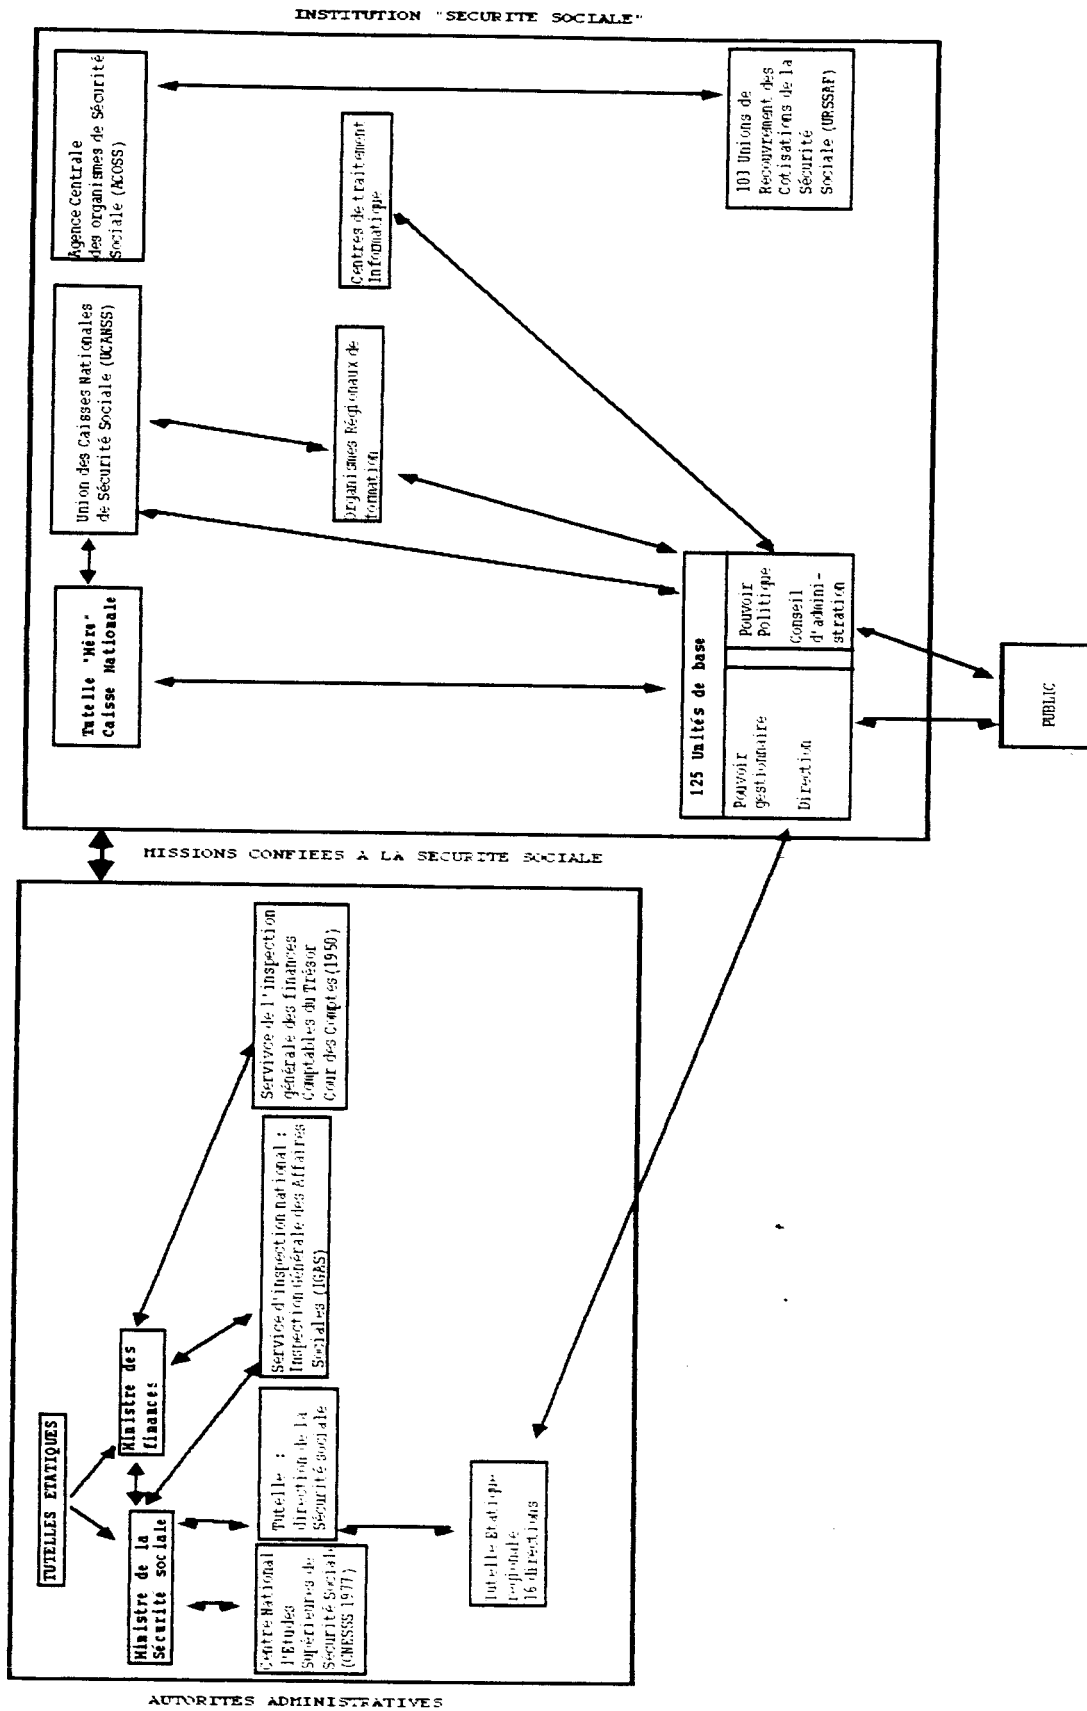 INSTITUTION "SECURITE SOCIALE"
Agence Centrale
des organismes de Sécurité
Sociale (ACOSS)
Union des Caisses Nationales
de Sécurité Sociale (UCANSS)
Tutelle "Mère"
Caisse Nationale
Centres de traitement
Informatique
Organismes Régionaux de
formation
103 Unions de
Recouvrement des
Cotisations de la
Sécurité
Sociale (URSSAF)
125 Unités de base
Pouvoir
gestionnaire
Direction
Pouvoir
Politique
Conseil
d'admini-
stration
PUBLIC
MISSIONS CONFIEES A LA SECURITE SOCIALE
TUTELLES ETATIQUES
Ministre des
finances
Ministre de la
Sécurité sociale
Servivce de l'inspection
générale des finances
Comptables du Trésor
Cour des Comptes (1950)
Service d'inspection national :
Inspection Générale des Affaires
Sociales (IGAS)
Tutelle :
direction de la
Sécurité sociale
Centre National
l'Etudes
Supérieures de
Sécurité Sociale
(CNESSS 1977)
Tutelle Etatique
regionale
16 directions
AUTORITES ADMINISTRATIVES